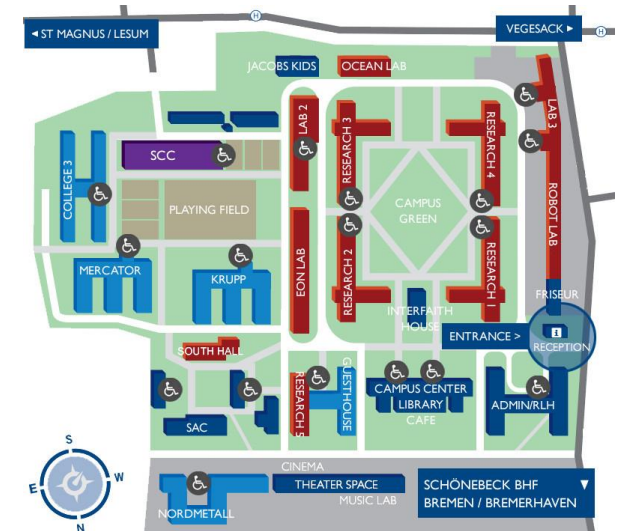 ◄ ST MAGNUS / LESUM
H
VEGESACK ►
H
JACOBS KIDS
OCEAN LAB
LAB 2
RESEARCH 3
RESEARCH 4
LAB 3
SCC
COLLEGE 3
PLAYING FIELD
CAMPUS
GREEN
ROBOT LAB
EON LAB
RESEARCH 2
RESEARCH 1
MERCATOR
KRUPP
INTERFAITH
HOUSE
FRISEUR
ENTRANCE >
i
RECEPTION
SOUTH HALL
RESEARCH 5
GUESTHOUSE
CAMPUS CENTER
LIBRARY
CAFE
ADMIN/RLH
SAC
S
W
E
N
CINEMA
THEATER SPACE
MUSIC LAB
NORDMETALL
SCHÖNEBECK BHF ▼
BREMEN / BREMERHAVEN